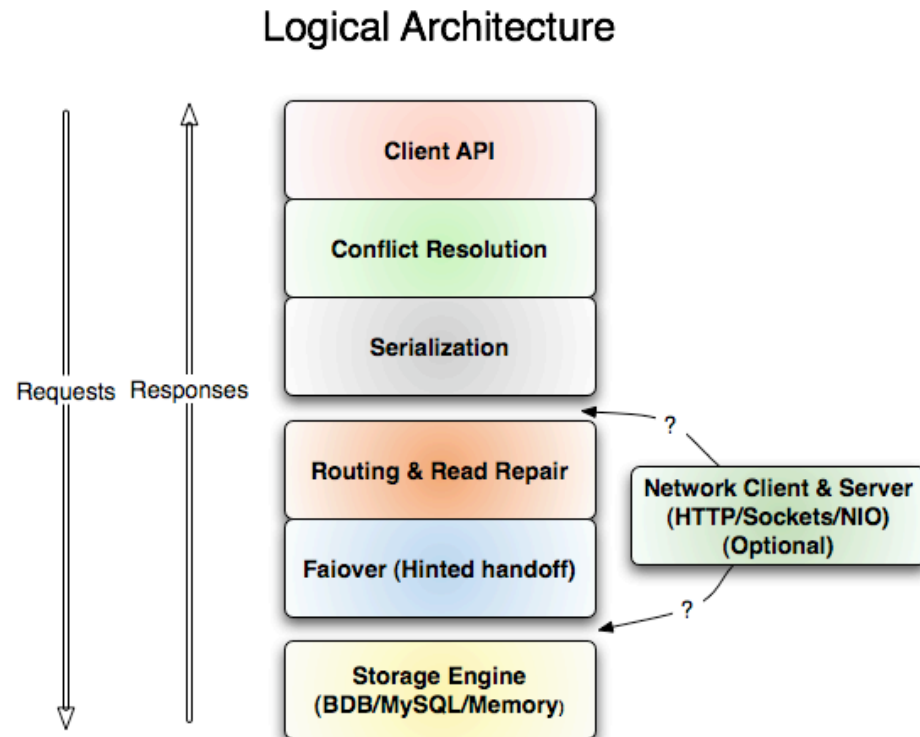 Logical Architecture
Client API
Conflict Resolution
Serialization
Requests
Responses
?
Routing & Read Repair
Network Client & Server
(HTTP/Sockets/NIO)
(Optional)
Faiover (Hinted handoff)
?
Storage Engine
(BDB/MySQL/Memory)